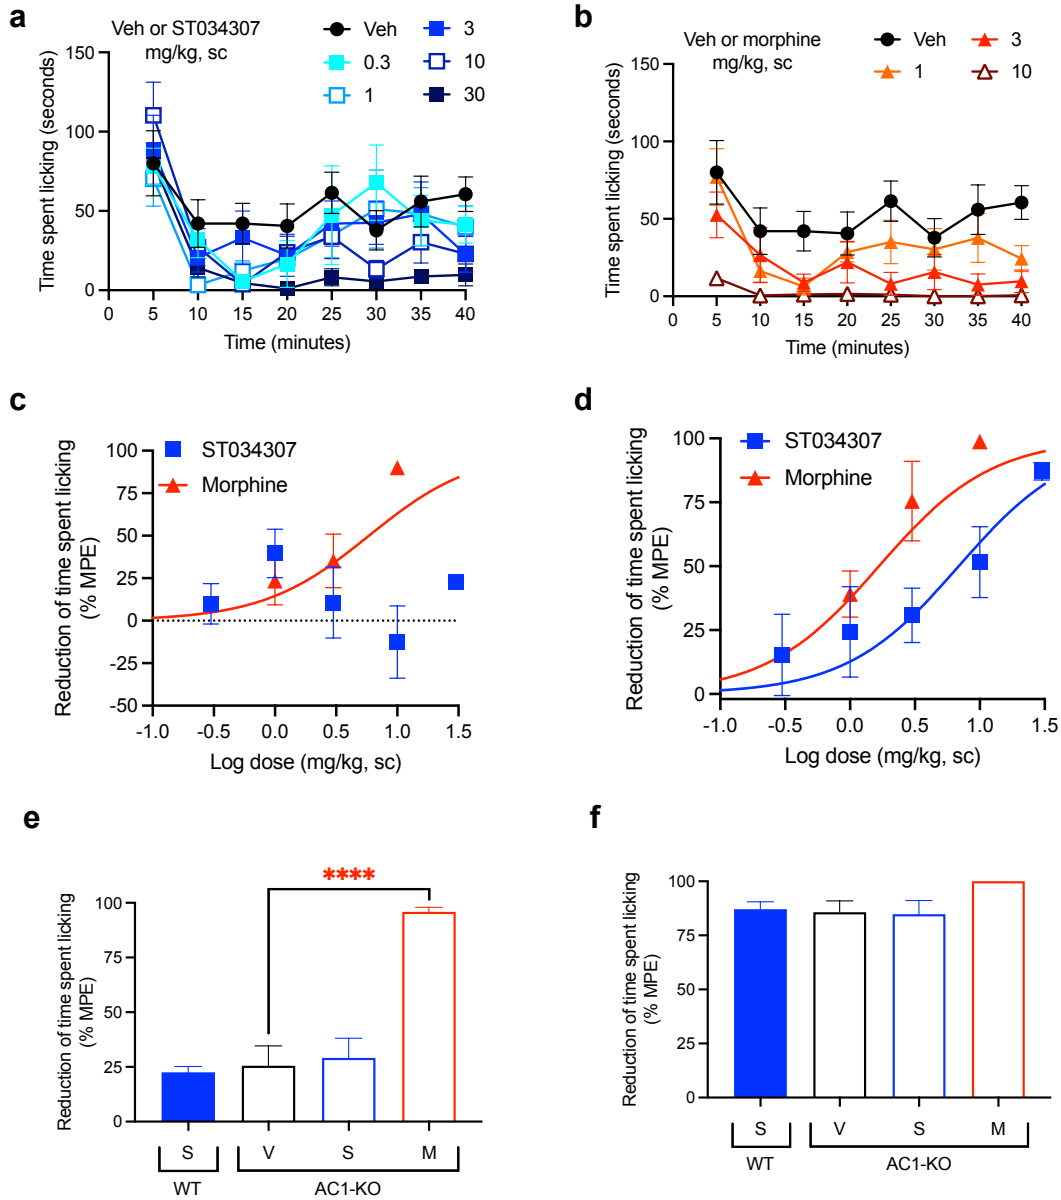 a
Veh or ST034307
mg/kg, sc
Veh
0.3
1
3
10
30
Time spent licking (seconds)
150
100
50
0
0 5 10 15 20 25 30 35 40
Time (minutes)
b
Veh or morphine
mg/kg, sc
Veh
1
3
10
Time spent licking (seconds)
150
100
50
0
0 5 10 15 20 25 30 35 40
Time (minutes)
c
ST034307
Morphine
Reduction of time spent licking
(% MPE)
100
75
50
25
0
-25
-50
-1.0 -0.5 0.0 0.5 1.0 1.5
Log dose (mg/kg, sc)
d
ST034307
Morphine
Reduction of time spent licking
(% MPE)
100
75
50
25
0
-1.0 -0.5 0.0 0.5 1.0 1.5
Log dose (mg/kg, sc)
e
****
Reduction of time spent licking
(% MPE)
100
75
50
25
0
S V S M
WT AC1-KO
f
Reduction of time spent licking
(% MPE)
100
75
50
25
0
S V S M
WT AC1-KO